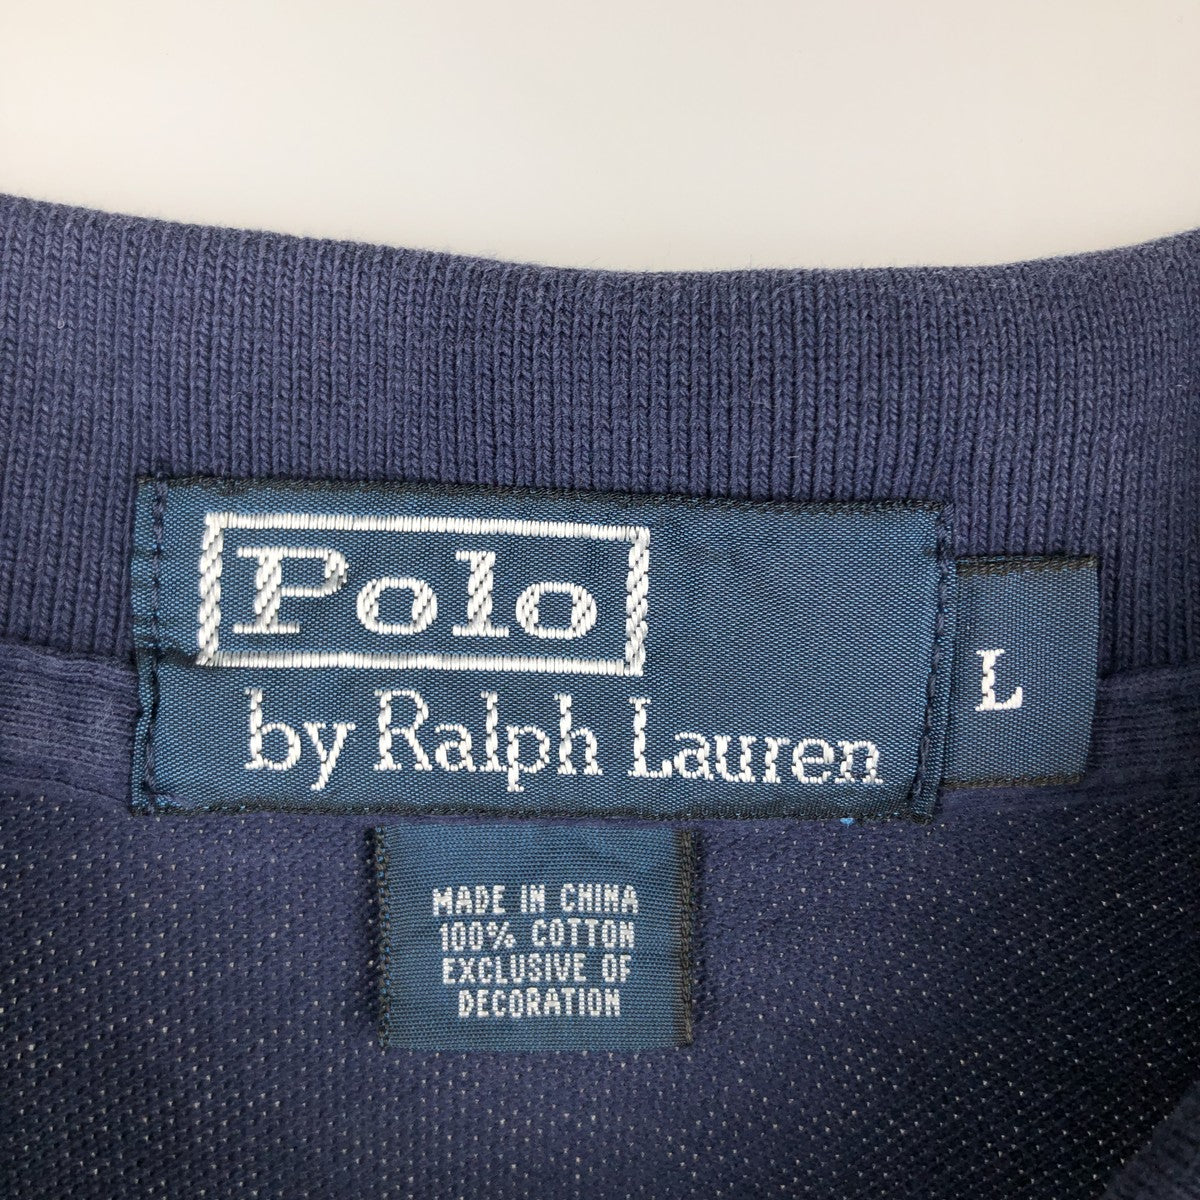 Polo
by Ralph Lauren
L
MADE IN CHINA
100% COTTON
EXCLUSIVE OF
DECORATION